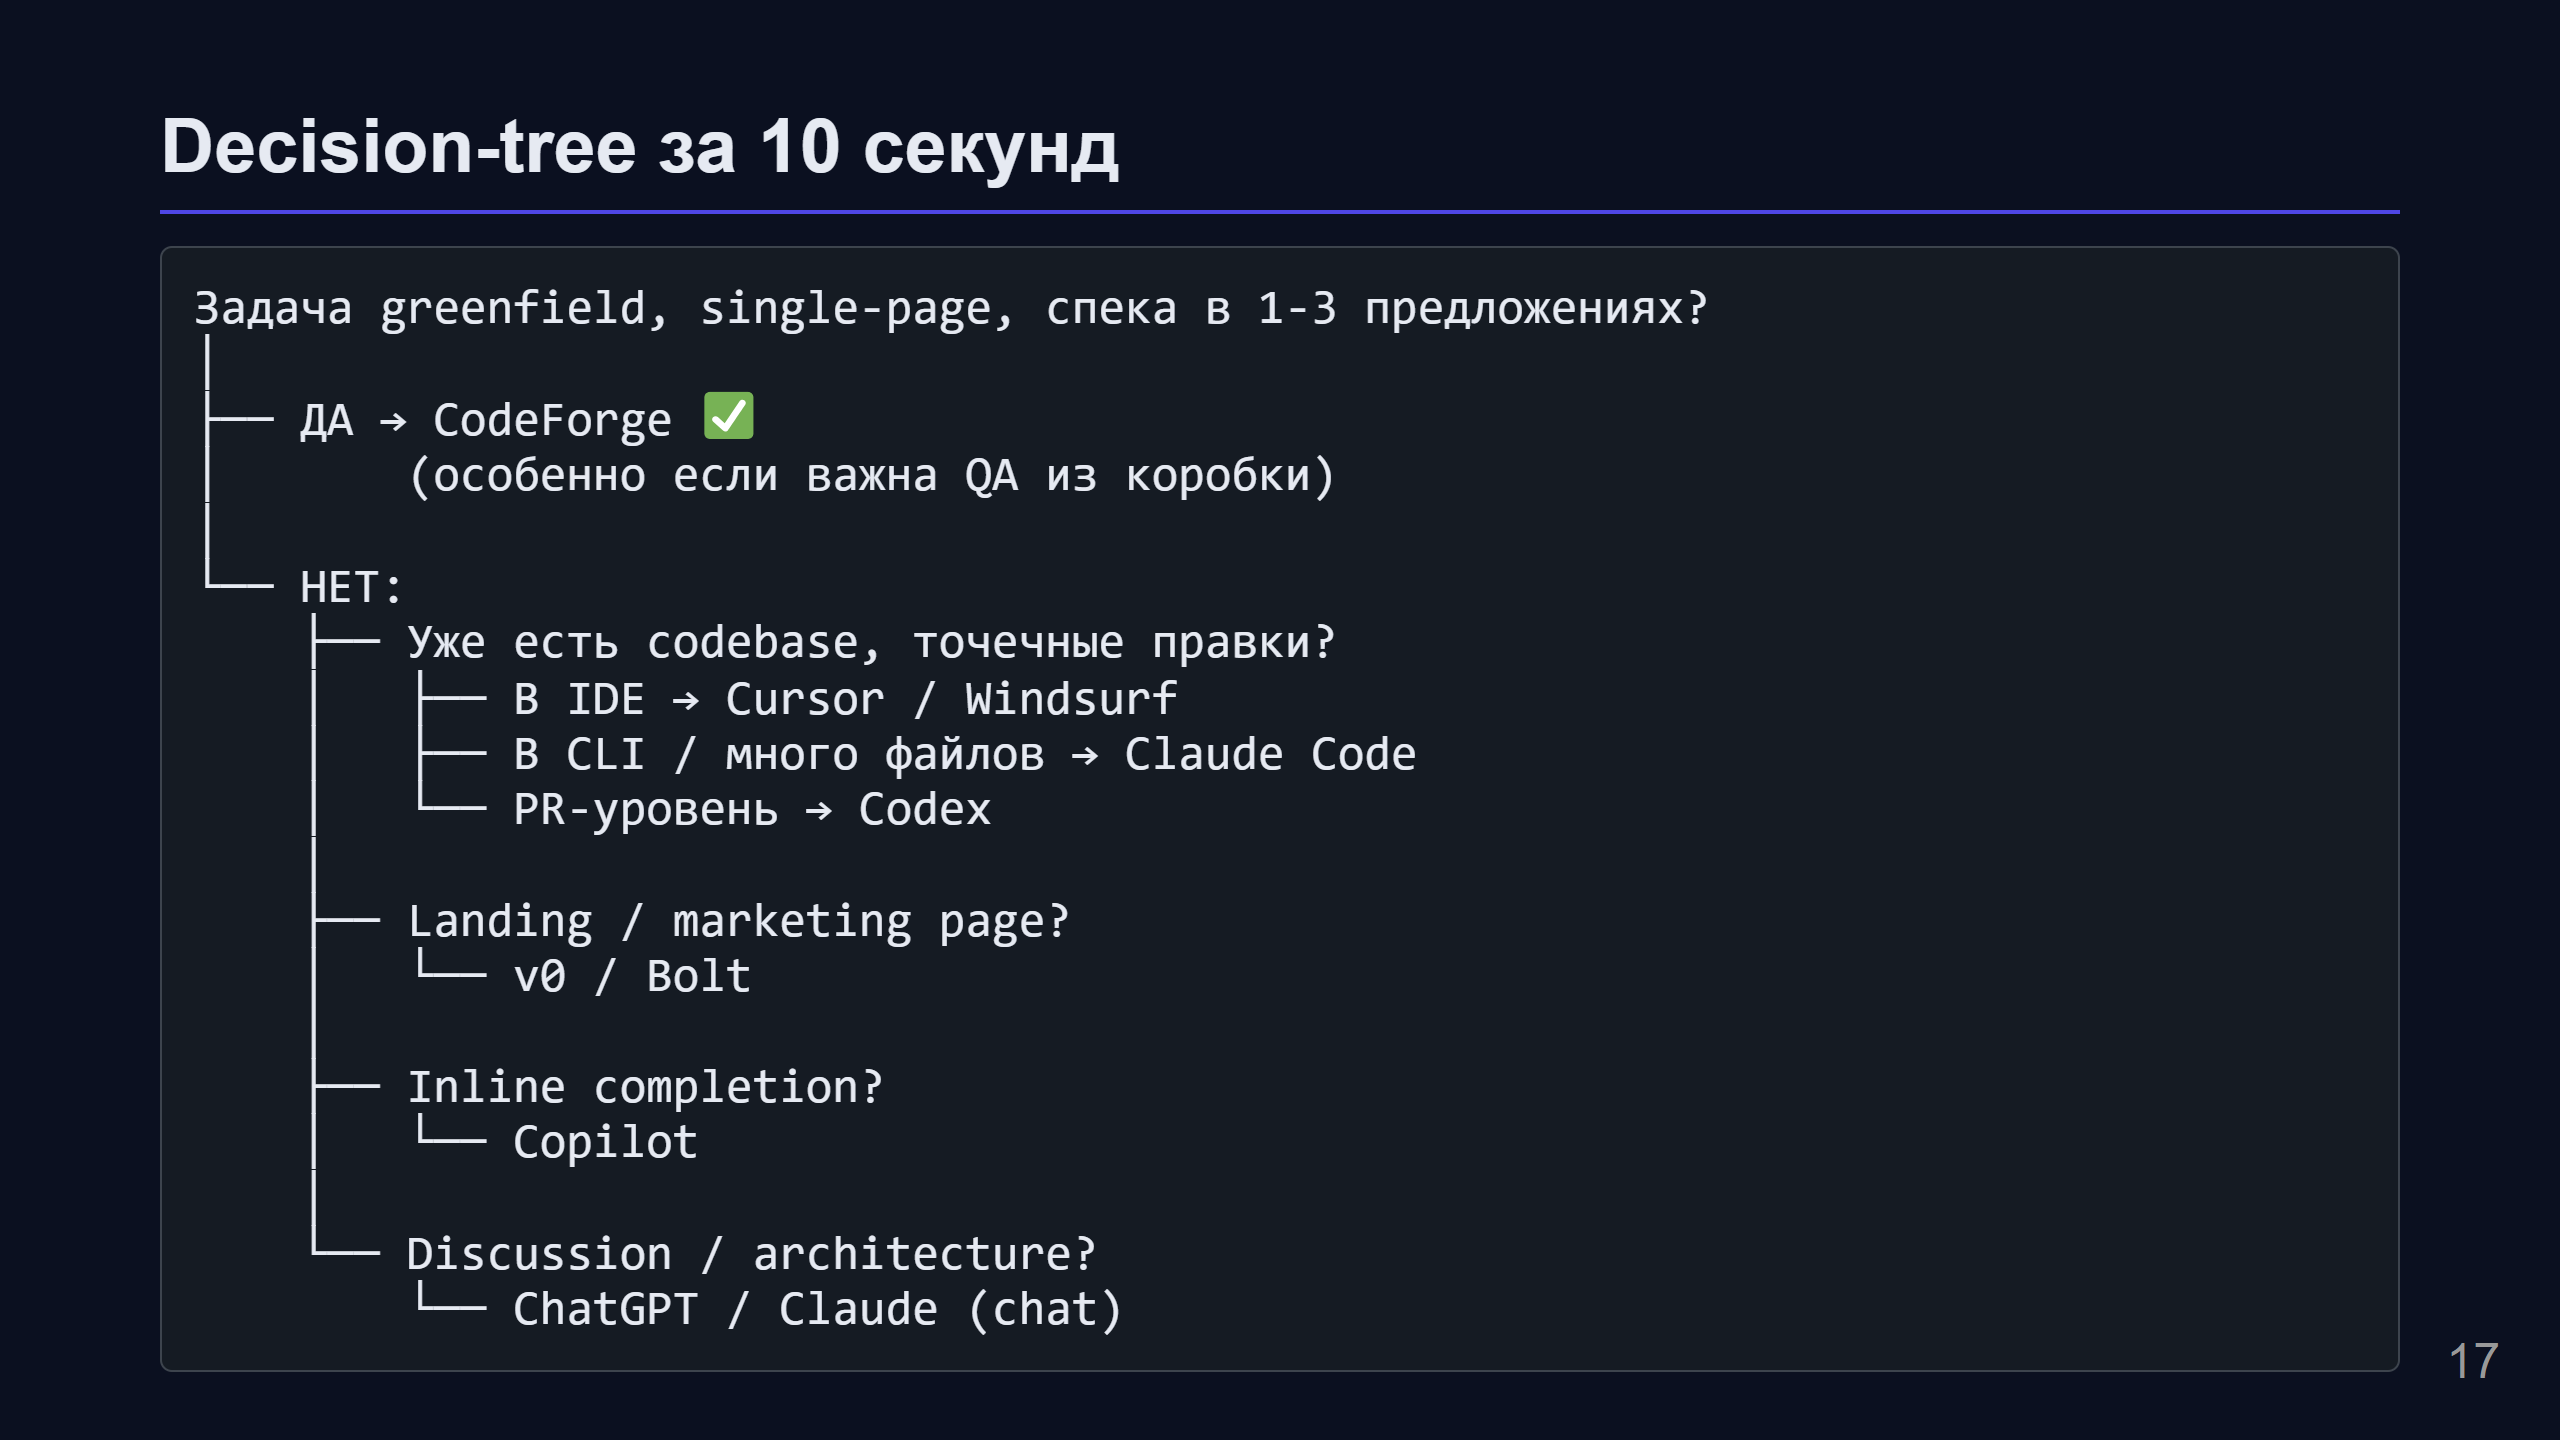 Decision-tree за 10 секунд
Задача greenfield, single-page, спека в 1-3 предложениях?
│
├── ДА → CodeForge ✅
│       (особенно если важна QA из коробки)
│
└── НЕТ:
    ├── Уже есть codebase, точечные правки?
    │   ├── В IDE → Cursor / Windsurf
    │   ├── В CLI / много файлов → Claude Code
    │   └── PR-уровень → Codex
    │
    ├── Landing / marketing page?
    │   └── v0 / Bolt
    │
    ├── Inline completion?
    │   └── Copilot
    │
    └── Discussion / architecture?
        └── ChatGPT / Claude (chat)
17